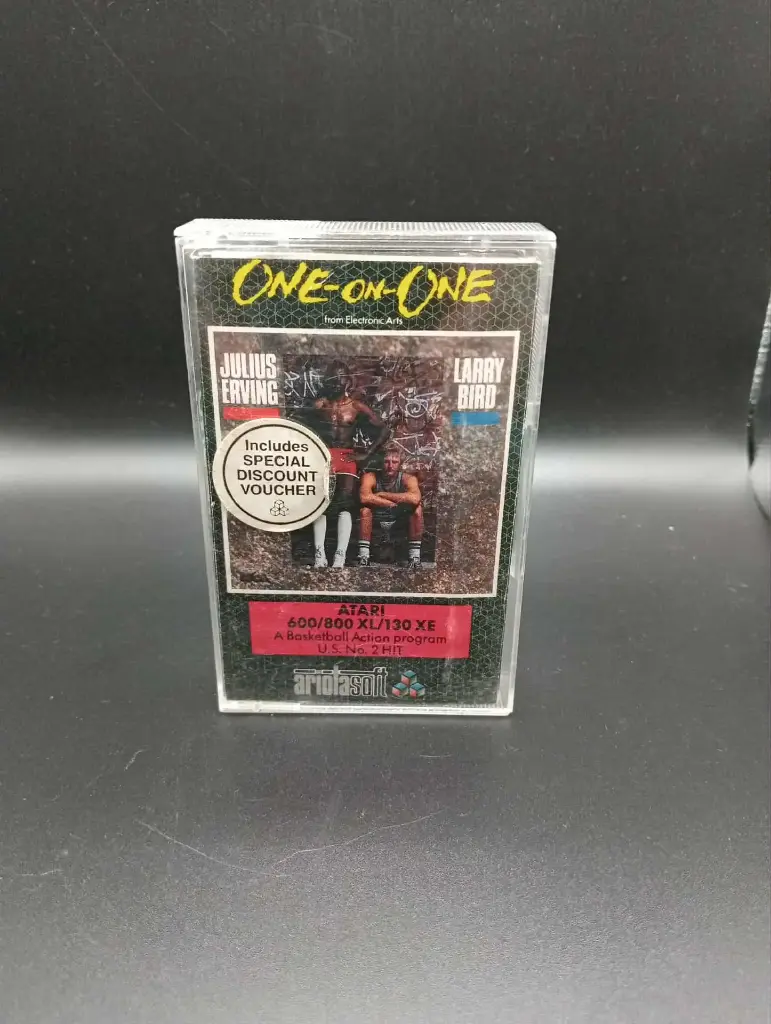 ONE-ON-ONE
from Electronic Arts
JULIUS
ERVING
LARRY
BIRD
Includes
SPECIAL
DISCOUNT
VOUCHER
ATARI
600/800 XL/130 XE
A Basketball Action program
U.S. No. 2 HIT
ariolasoft